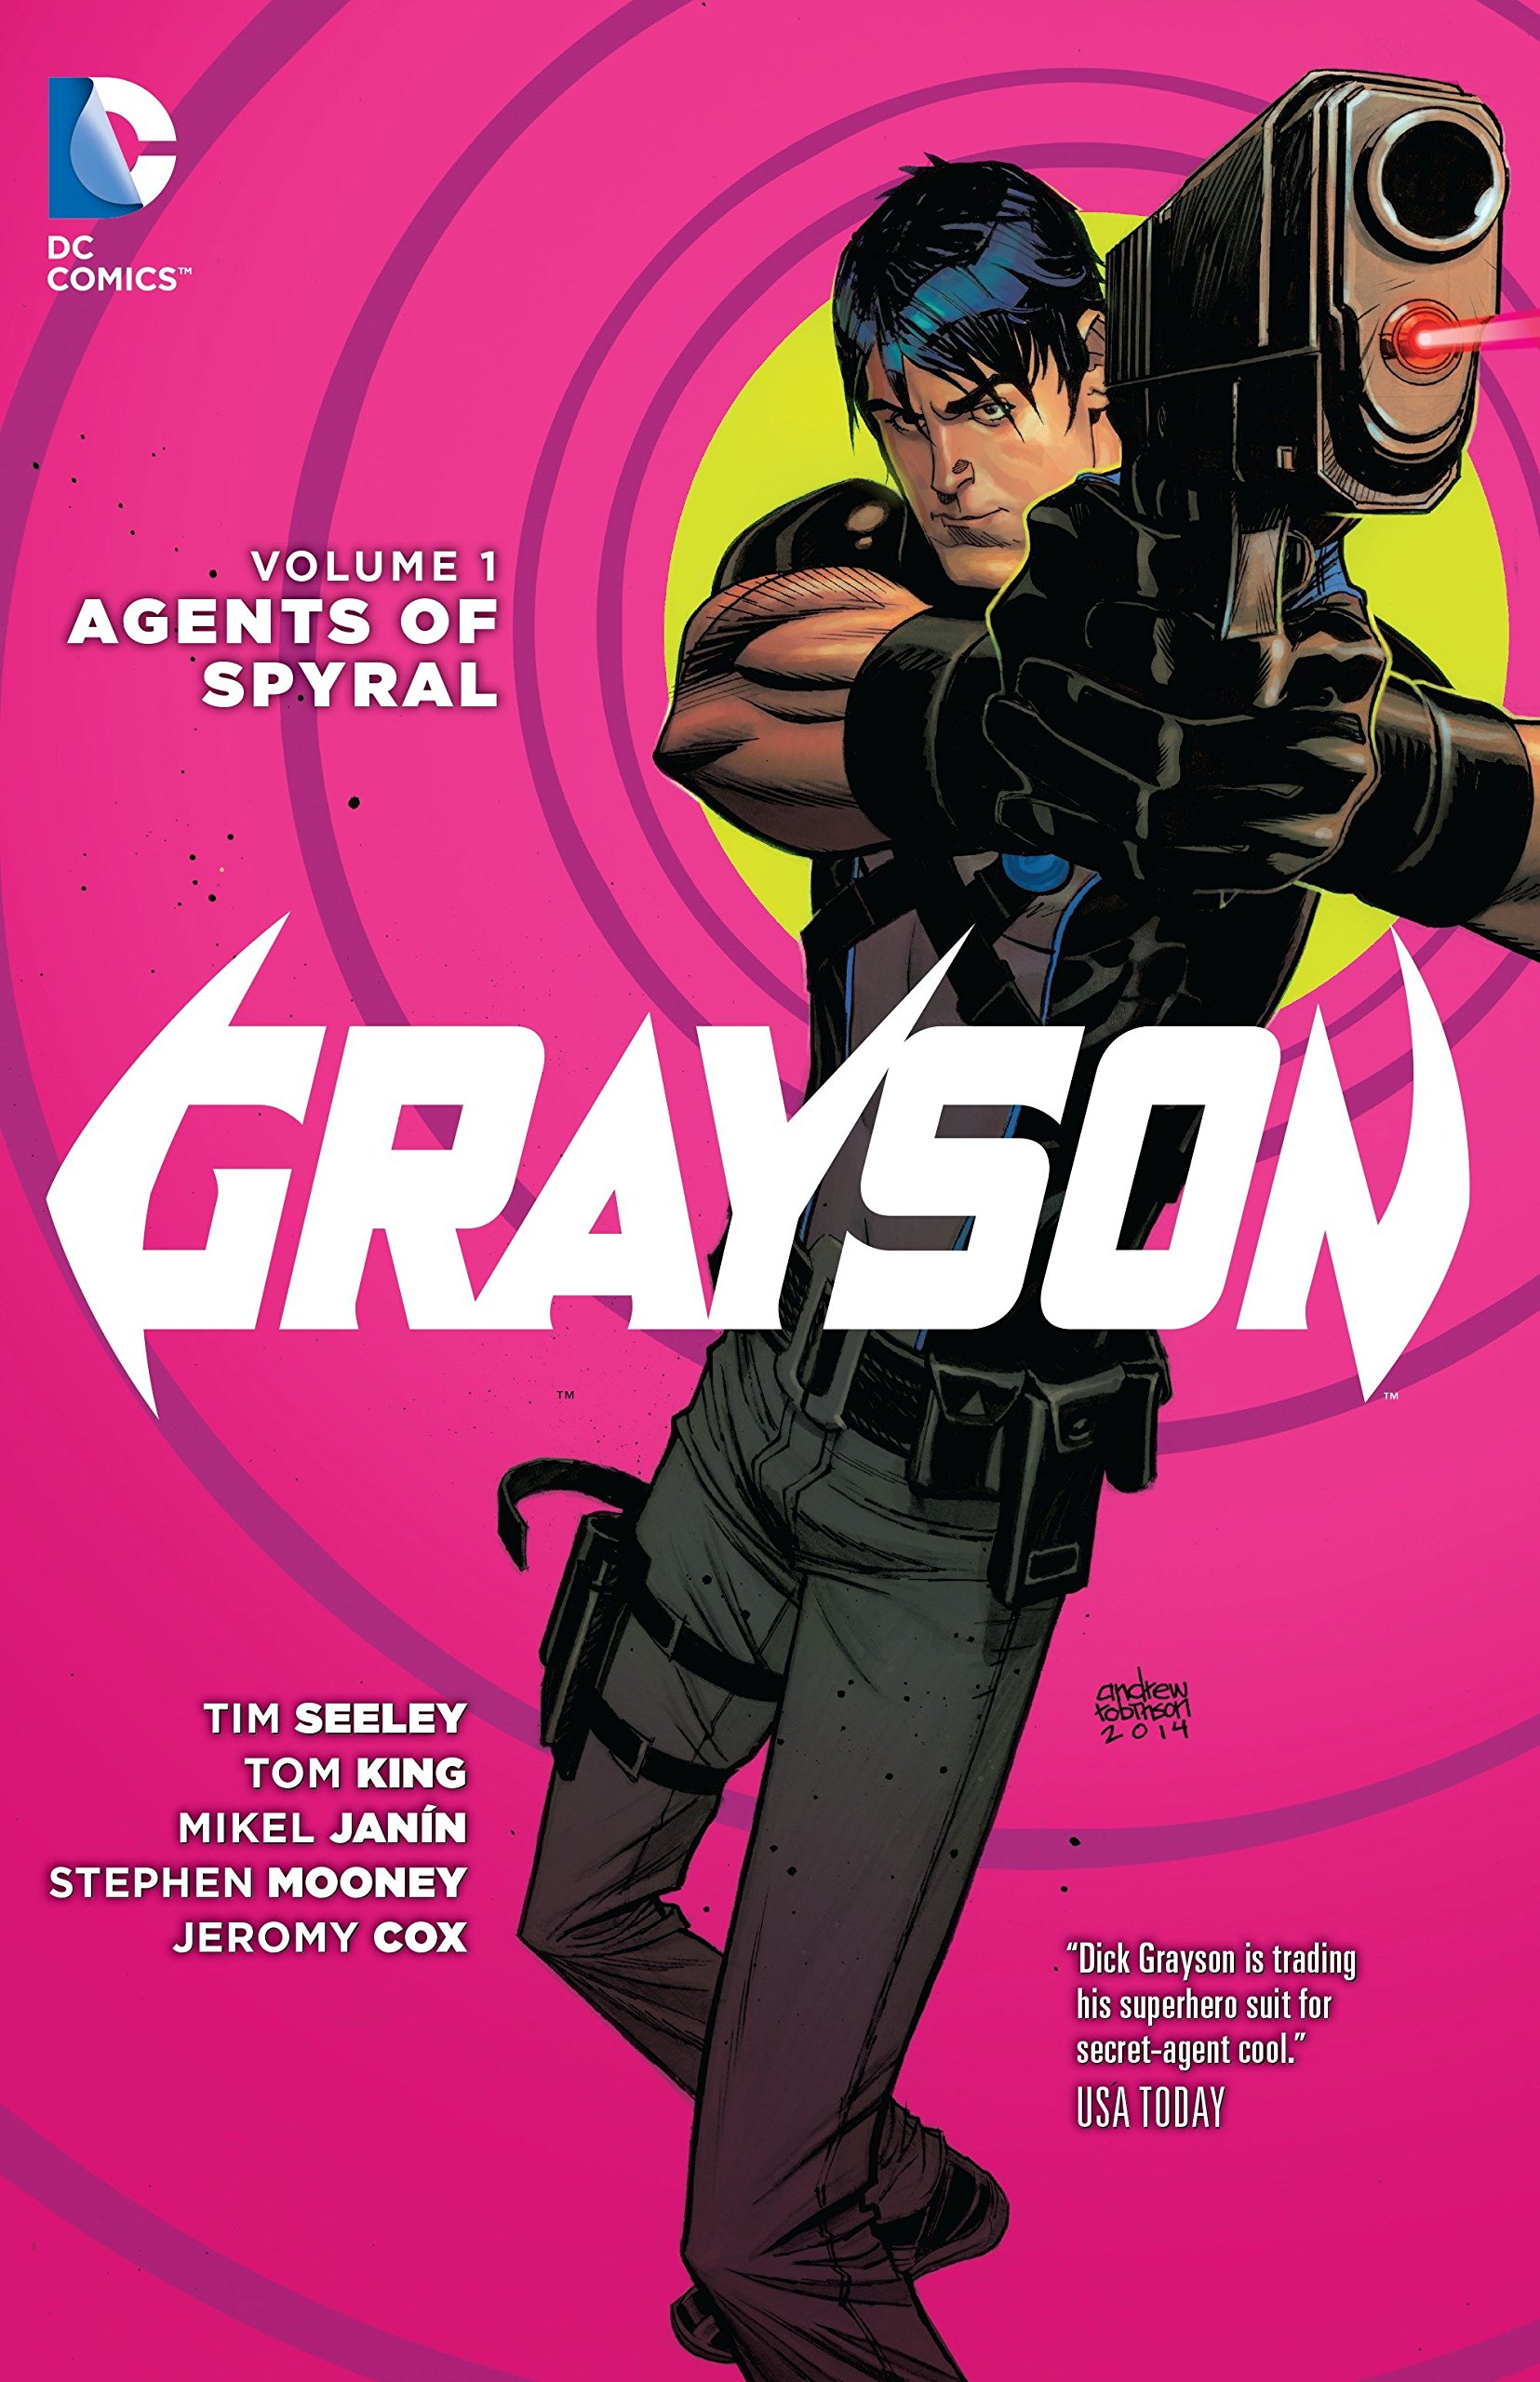 DC
COMICS™
VOLUME 1
AGENTS OF
SPYRAL
GRAYSON
™
™
TIM SEELEY
TOM KING
MIKEL JANÍN
STEPHEN MOONEY
JEROMY COX
andrew
robinson
2014
“Dick Grayson is trading
his superhero suit for
secret-agent cool.”
USA TODAY